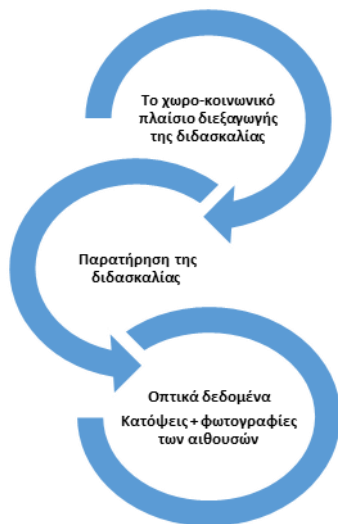 Το χωρο-κοινωνικό
πλαίσιο διεξαγωγής
της διδασκαλίας
Παρατήρηση της
διδασκαλίας
Οπτικά δεδομένα
Κατόψεις + φωτογραφίες
των αιθουσών